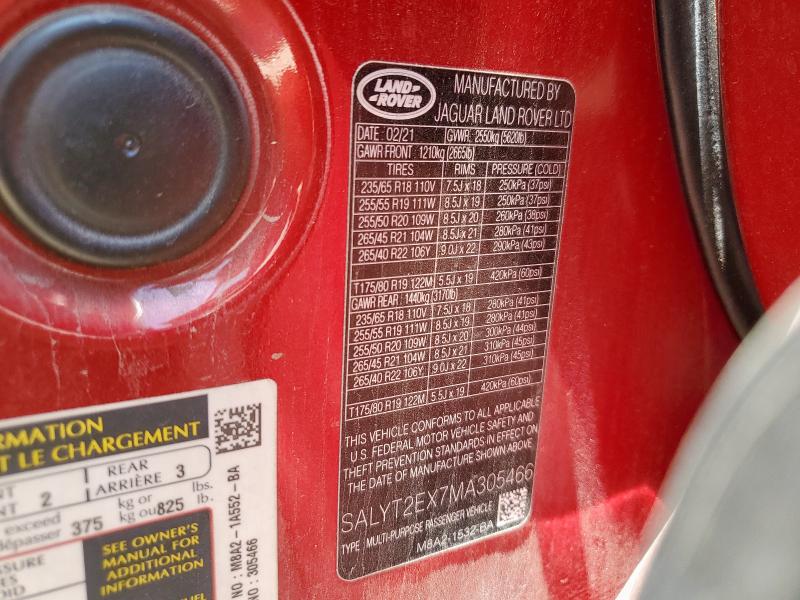 LAND ROVER
MANUFACTURED BY
JAGUAR LAND ROVER LTD
DATE 02/21 GVWR 2550kg (5620lb)
GAWR FRONT 1210kg (2665lb)
TIRES RIMS PRESSURE (COLD)
235/65 R18 110V 7.5J x 18 250kPa (37psi)
255/55 R19 111W 8.5J x 19 250kPa (37psi)
255/50 R20 109W 8.5J x 20 260kPa (38psi)
265/45 R21 104W 8.5J x 21 280kPa (41psi)
265/40 R22 106Y 9.0J x 22 290kPa (43psi)
T175/80 R19 122M 5.5J x 19 420kPa (60psi)
GAWR REAR 1440kg (3170lb)
235/65 R18 110V 7.5J x 18 280kPa (41psi)
255/55 R19 111W 8.5J x 19 280kPa (41psi)
255/50 R20 109W 8.5J x 20 300kPa (44psi)
265/45 R21 104W 8.5J x 21 310kPa (45psi)
265/40 R22 106Y 9.0J x 22 310kPa (45psi)
T175/80 R19 122M 5.5J x 19 420kPa (60psi)
THIS VEHICLE CONFORMS TO ALL APPLICABLE
U.S. FEDERAL MOTOR VEHICLE SAFETY AND
THEFT PREVENTION STANDARDS IN EFFECT ON
THE DATE OF MANUFACTURE SHOWN ABOVE
SALYT2EX7MA305466
TYPE : MULTI-PURPOSE PASSENGER VEHICLE
M8A2-1532-BA
RMATION
T LE CHARGEMENT
NT 2 REAR ARRIÈRE 3
exceed épasser 375 kg or kg ou 825 lb.
SEE OWNER'S
MANUAL FOR
ADDITIONAL
INFORMATION
SSURE
ES
OID
NO : M8A2-1A552-BA
NO : 305466